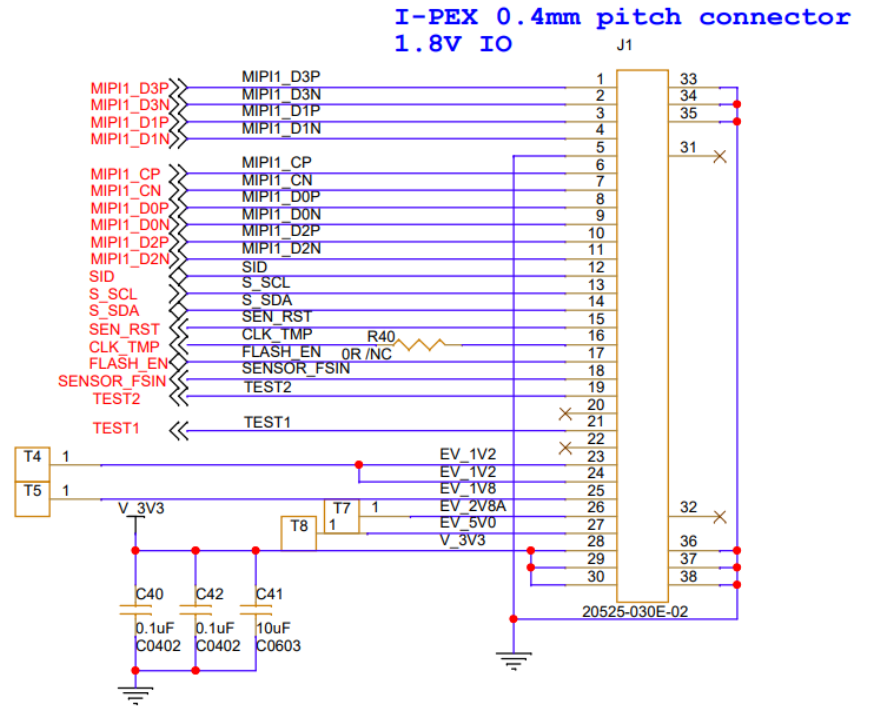 I-PEX 0.4mm pitch connector
1.8V IO
J1
MIPI1_D3P MIPI1_D3P 1 33
MIPI1_D3N MIPI1_D3N 2 34
MIPI1_D1P MIPI1_D1P 3 35
MIPI1_D1N MIPI1_D1N 4
5 31
MIPI1_CP MIPI1_CP 6
MIPI1_CN MIPI1_CN 7
MIPI1_D0P MIPI1_D0P 8
MIPI1_D0N MIPI1_D0N 9
MIPI1_D2P MIPI1_D2P 10
MIPI1_D2N MIPI1_D2N 11
SID SID 12
S_SCL S_SCL 13
S_SDA S_SDA 14
SEN_RST SEN_RST 15
CLK_TMP CLK_TMP R40 0R /NC 16
FLASH_EN FLASH_EN 17
SENSOR_FSIN SENSOR_FSIN 18
TEST2 TEST2 19
20
TEST1 TEST1 21
22
T4 1 EV_1V2 23
EV_1V2 24
T5 1 EV_1V8 25
V_3V3 T7 1 EV_2V8A 26 32
T8 1 EV_5V0 27
V_3V3 28 36
29 37
30 38
C40 C42 C41 20525-030E-02
0.1uF 0.1uF 10uF
C0402 C0402 C0603